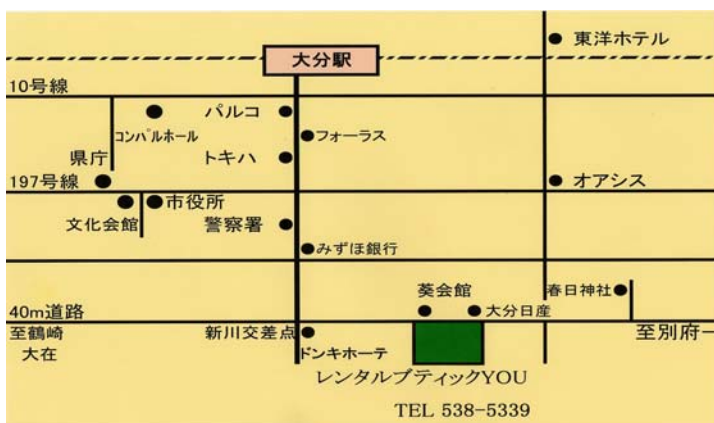 東洋ホテル
大分駅
10号線
パルコ
コンパルホール
フォーラス
県庁
トキハ
197号線
オアシス
市役所
文化会館
警察署
みずほ銀行
葵会館
春日神社
40m道路
大分日産
至鶴崎
大在
新川交差点
至別府
ドンキホーテ
レンタルブティックYOU
TEL 538-5339